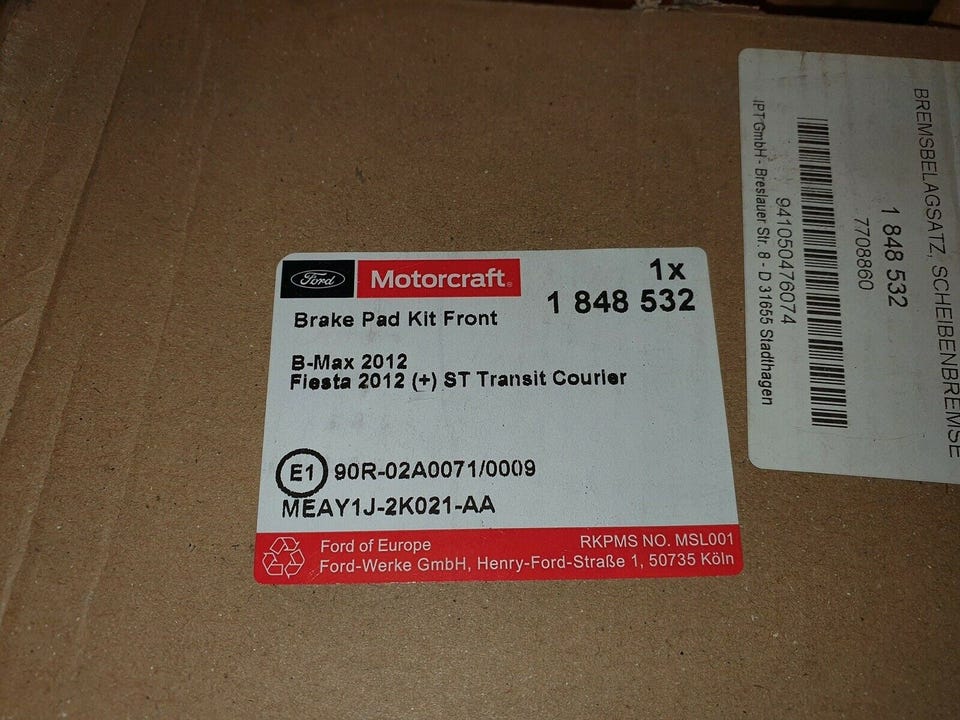 Ford
Motorcraft®
1x
1 848 532
Brake Pad Kit Front
B-Max 2012
Fiesta 2012 (+) ST Transit Courier
E1 90R-02A0071/0009
MEAY1J-2K021-AA
Ford of Europe
RKPMS NO. MSL001
Ford-Werke GmbH, Henry-Ford-Straße 1, 50735 Köln
BREMSBELAGSATZ, SCHEIBENBREMSE
1 848 532
7708860
941050476074
IPT GmbH - Breslauer Str. 8 - D 31655 Stadthagen